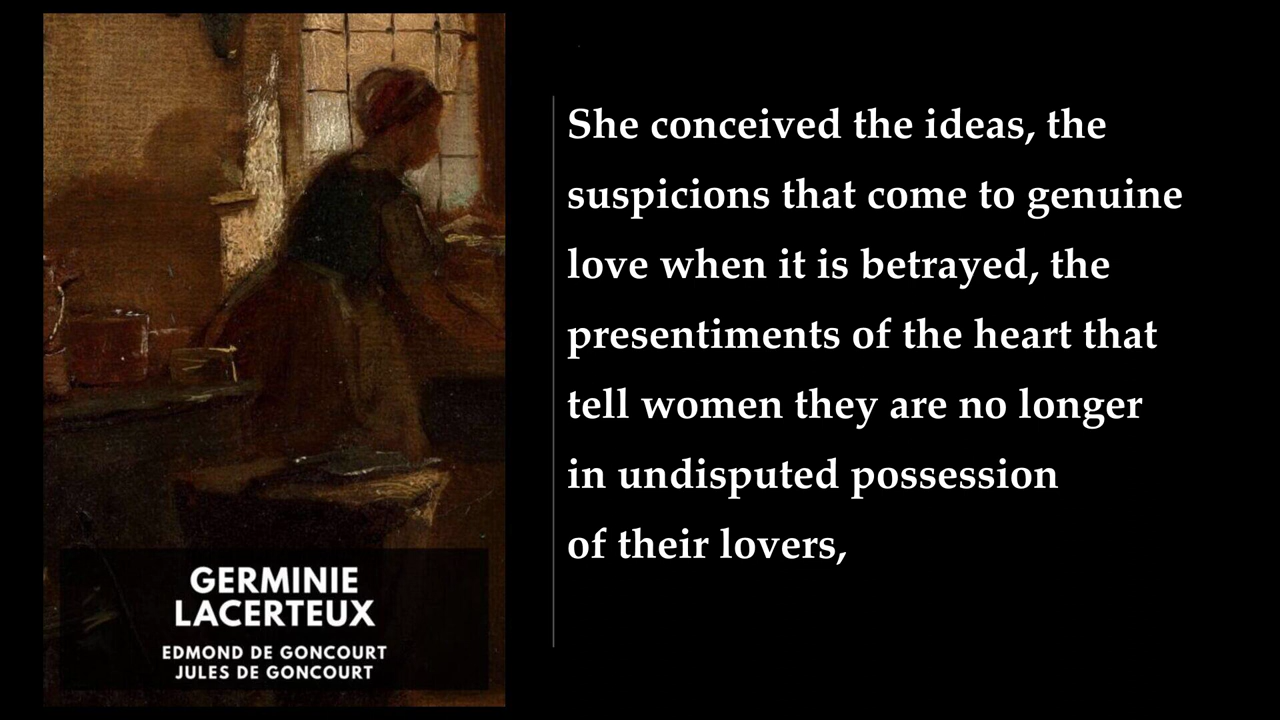 She conceived the ideas, the
suspicions that come to genuine
love when it is betrayed, the
presentiments of the heart that
tell women they are no longer
in undisputed possession
of their lovers,
GERMINIE
LACERTEUX
EDMOND DE GONCOURT
JULES DE GONCOURT